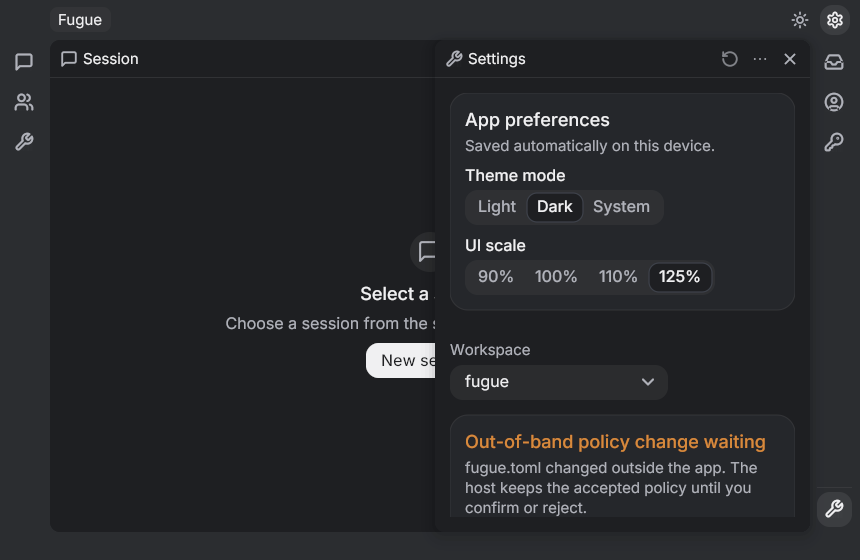 Fugue
Session
Settings
App preferences
Saved automatically on this device.
Theme mode
Light Dark System
UI scale
90% 100% 110% 125%
Select a
Choose a session from the
New se
Workspace
fugue
Out-of-band policy change waiting
fugue.toml changed outside the app. The
host keeps the accepted policy until you
confirm or reject.